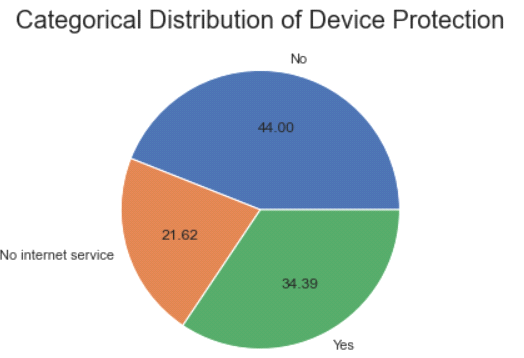 Categorical Distribution of Device Protection
No
44.00
21.62
No internet service
34.39
Yes